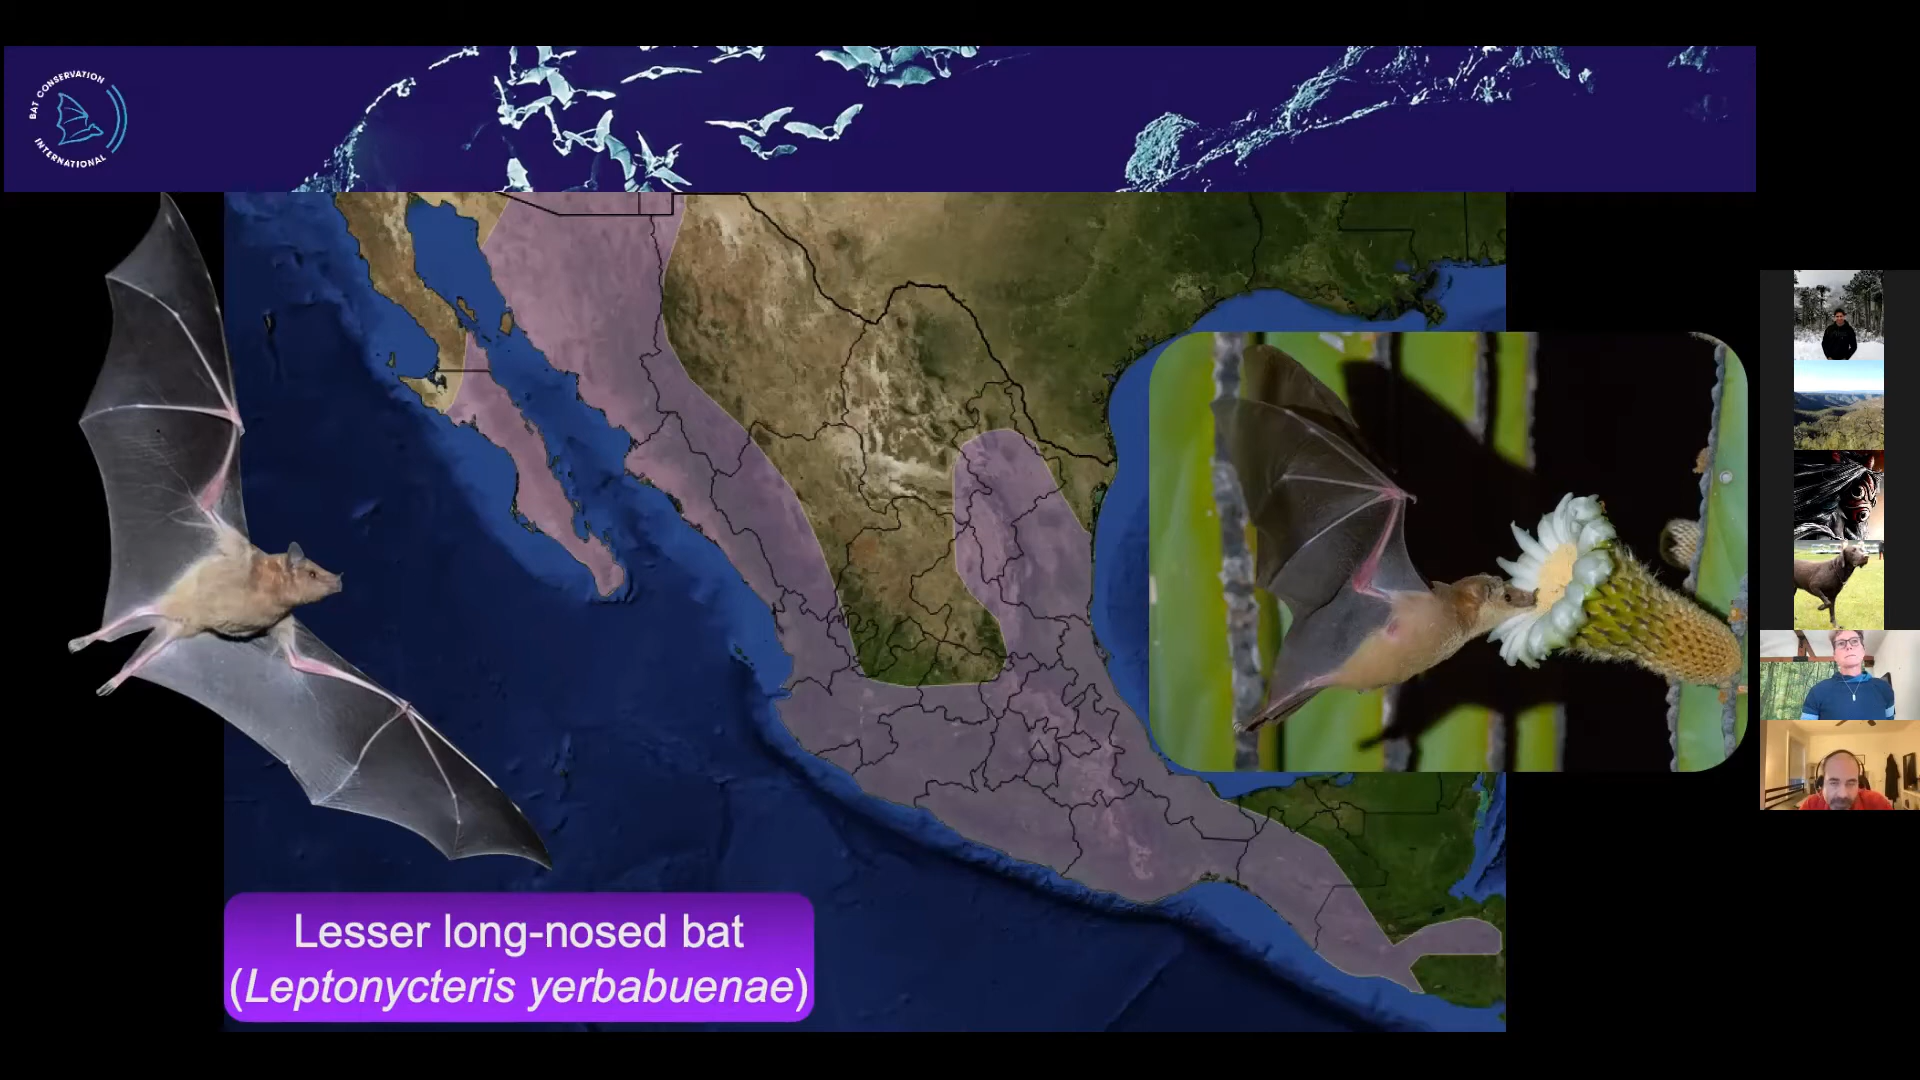 BAT CONSERVATION
INTERNATIONAL
Lesser long-nosed bat
(Leptonycteris yerbabuenae)